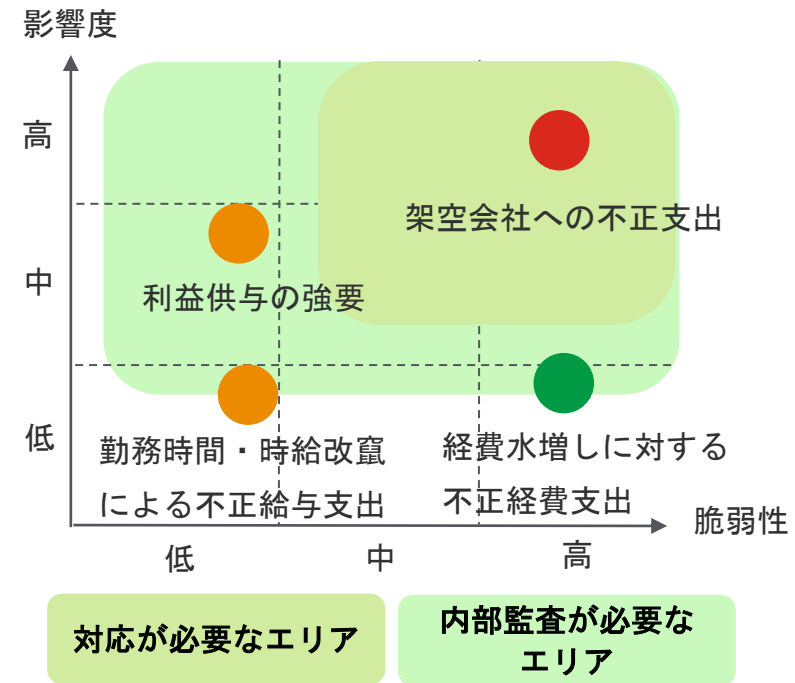 影響度
高
架空会社への不正支出
中
利益供与の強要
低
勤務時間・時給改竄
による不正給与支出
経費水増しに対する
不正経費支出
脆弱性
低
中
高
対応が必要なエリア
内部監査が必要な
エリア